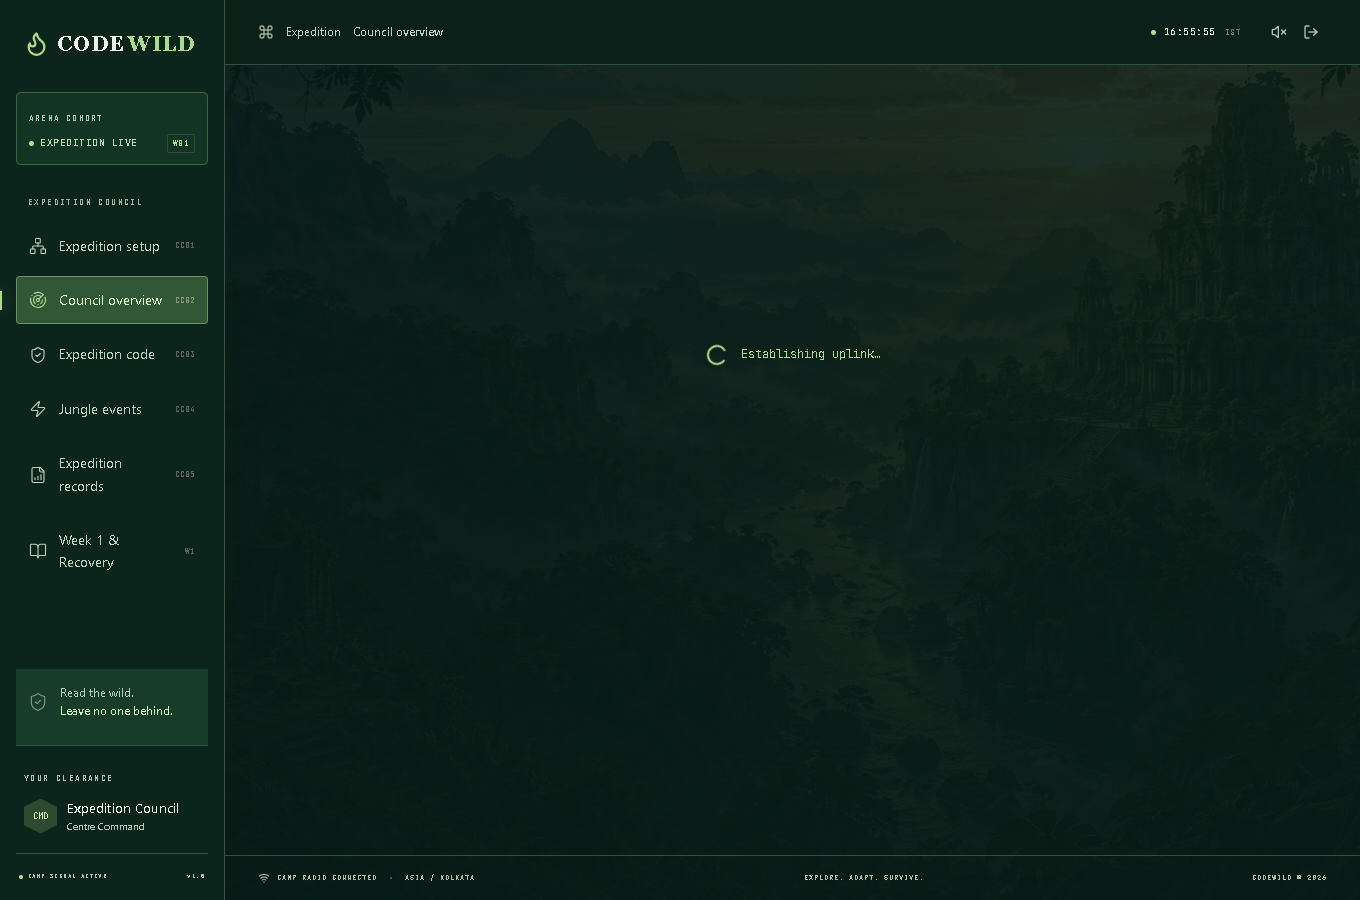 CODEWILD
Expedition Council overview
16:55:55 IST
ARENA COHORT
EXPEDITION LIVE W01
EXPEDITION COUNCIL
Expedition setup CC01
Council overview CC02
Expedition code CC03
Jungle events CC04
Expedition
records CC05
Week 1 &
Recovery W1
Establishing uplink…
Read the wild.
Leave no one behind.
YOUR CLEARANCE
CMD
Expedition Council
Centre Command
CAMP SIGNAL ACTIVE v1.0
CAMP RADIO CONNECTED · ASIA / KOLKATA
EXPLORE. ADAPT. SURVIVE.
CODEWILD © 2026